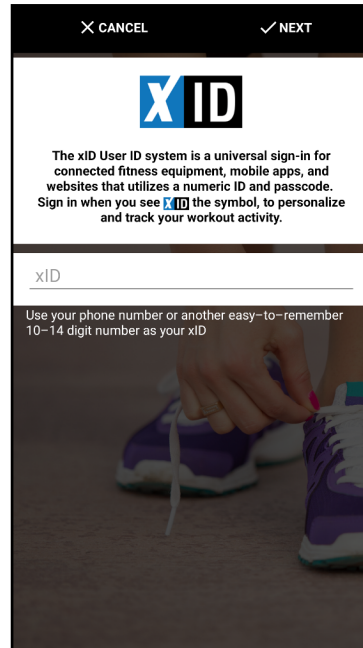 CANCEL
NEXT
XID
The xID User ID system is a universal sign-in for
connected fitness equipment, mobile apps, and
websites that utilizes a numeric ID and passcode.
Sign in when you see XID the symbol, to personalize
and track your workout activity.
xID
Use your phone number or another easy–to–remember
10–14 digit number as your xID